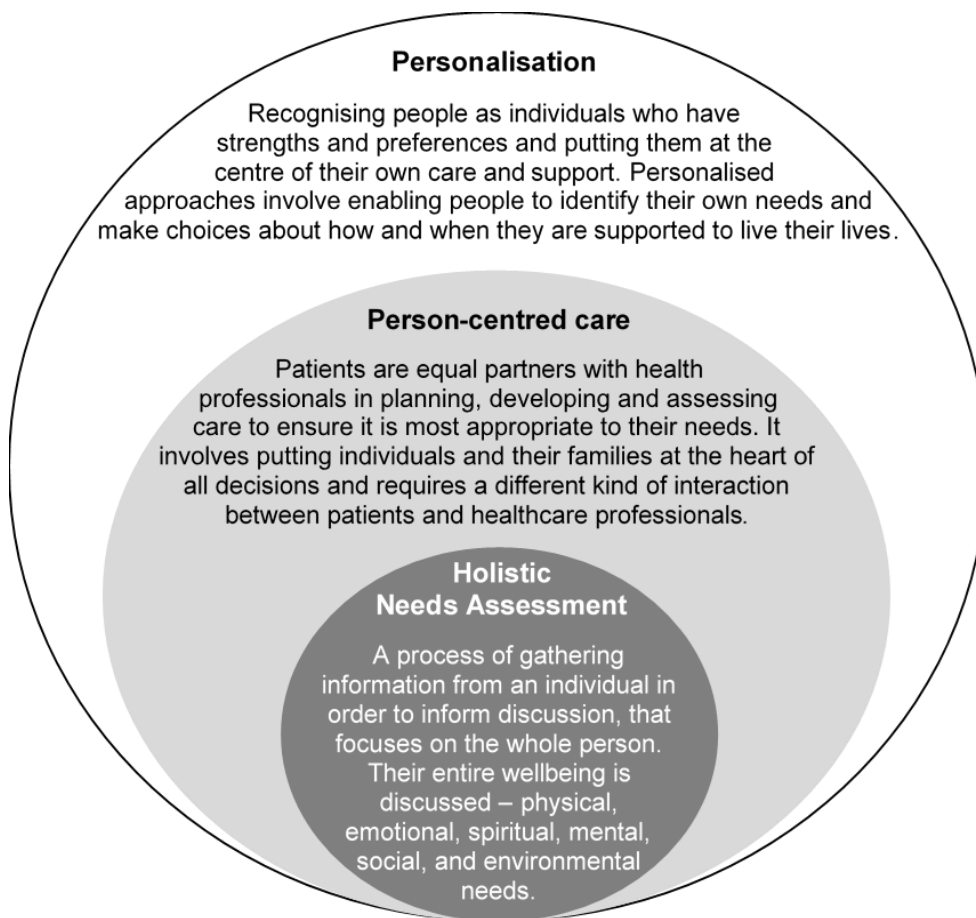 Personalisation
Recognising people as individuals who have
strengths and preferences and putting them at the
centre of their own care and support. Personalised
approaches involve enabling people to identify their own needs and
make choices about how and when they are supported to live their lives.
Person-centred care
Patients are equal partners with health
professionals in planning, developing and assessing
care to ensure it is most appropriate to their needs. It
involves putting individuals and their families at the heart of
all decisions and requires a different kind of interaction
between patients and healthcare professionals.
Holistic
Needs Assessment
A process of gathering
information from an individual in
order to inform discussion, that
focuses on the whole person.
Their entire wellbeing is
discussed – physical,
emotional, spiritual, mental,
social, and environmental
needs.